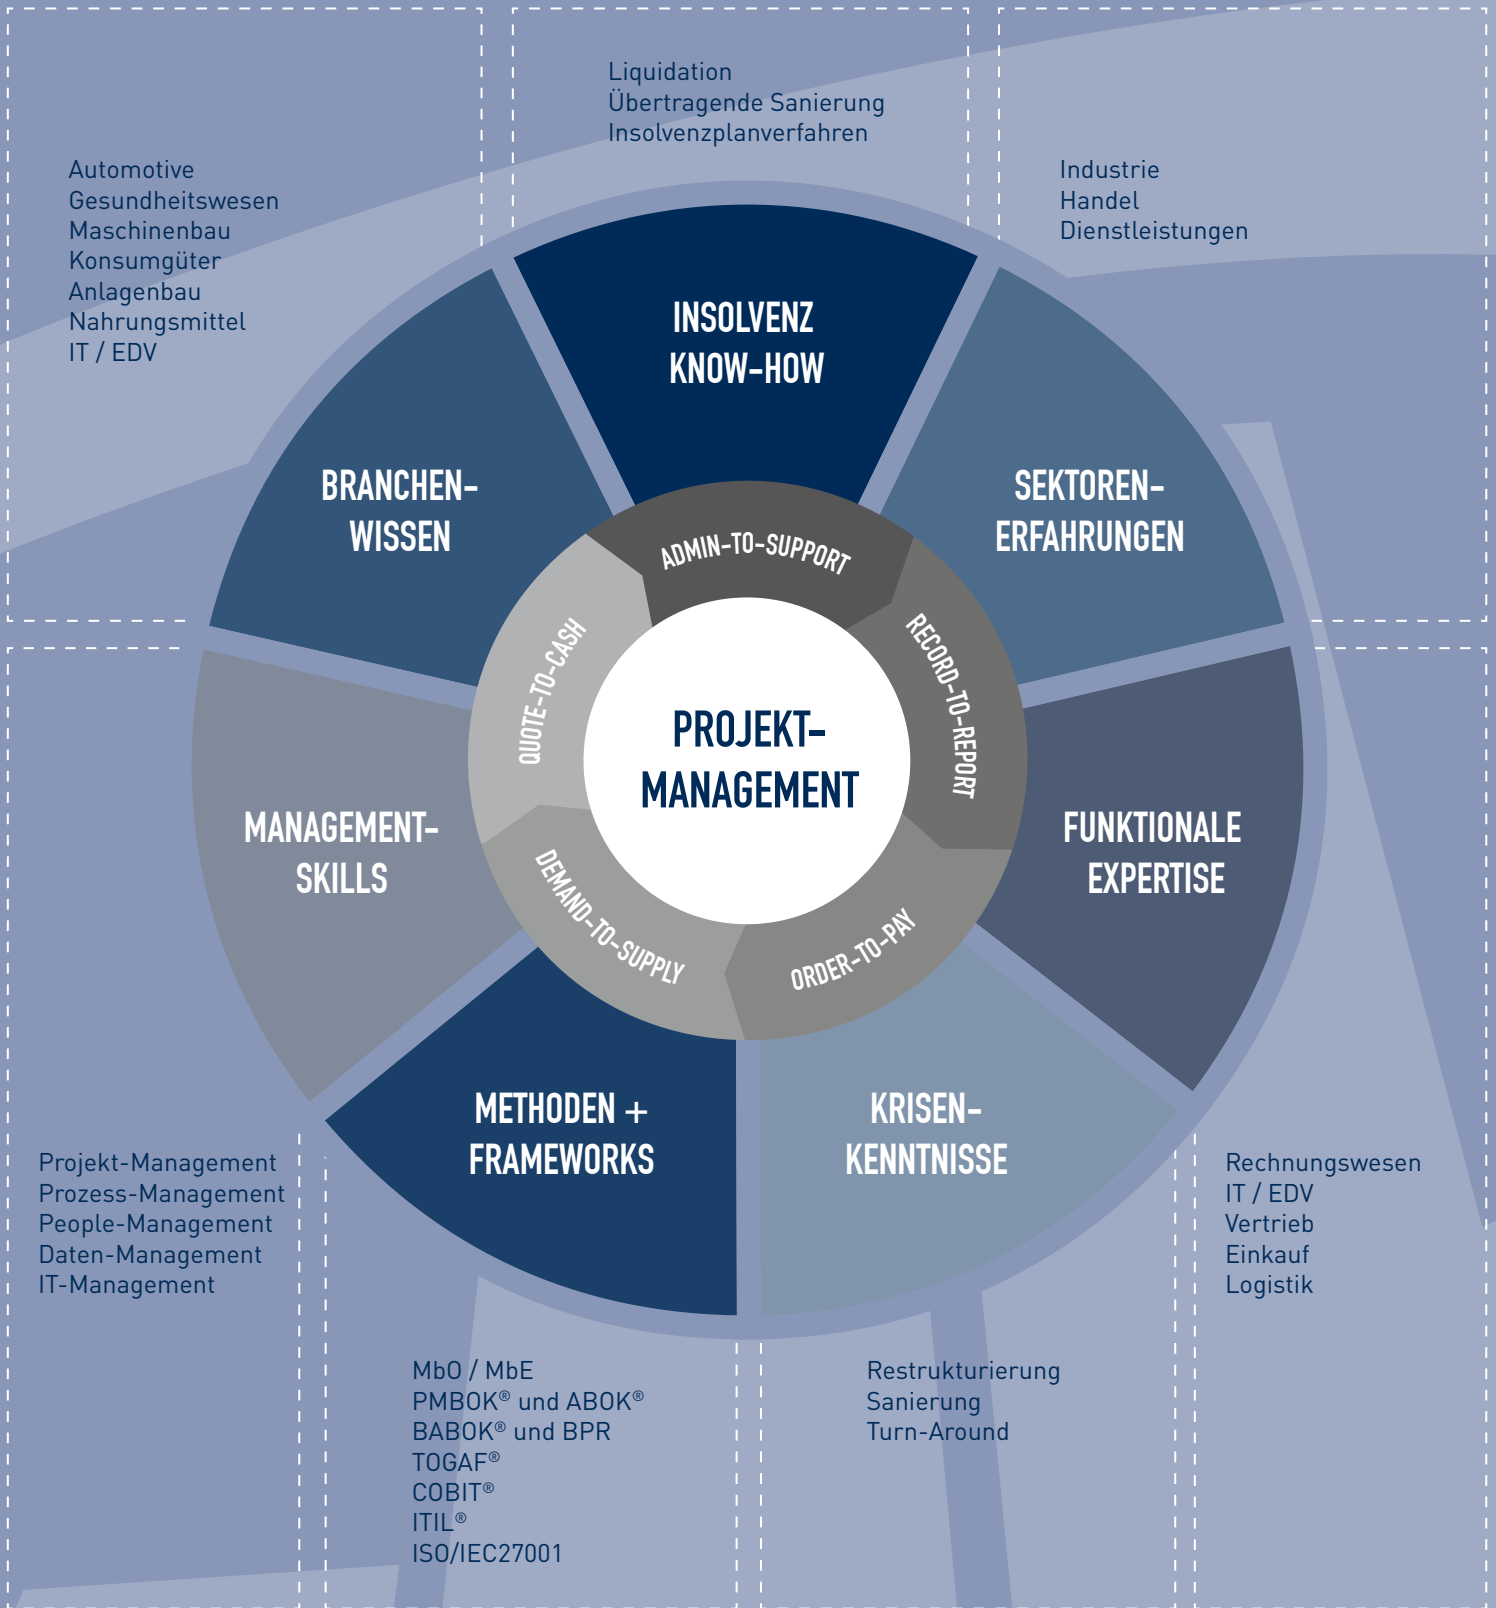 Liquidation
Übertragende Sanierung
Insolvenzplanverfahren
Automotive
Gesundheitswesen
Maschinenbau
Konsumgüter
Anlagenbau
Nahrungsmittel
IT / EDV
Industrie
Handel
Dienstleistungen
INSOLVENZ
KNOW-HOW
BRANCHEN-
WISSEN
SEKTOREN-
ERFAHRUNGEN
ADMIN-TO-SUPPORT
QUOTE-TO-CASH
RECORD-TO-REPORT
PROJEKT-
MANAGEMENT
MANAGEMENT-
SKILLS
FUNKTIONALE
EXPERTISE
DEMAND-TO-SUPPLY
ORDER-TO-PAY
METHODEN +
FRAMEWORKS
KRISEN-
KENNTNISSE
Projekt-Management
Prozess-Management
People-Management
Daten-Management
IT-Management
Rechnungswesen
IT / EDV
Vertrieb
Einkauf
Logistik
MbO / MbE
PMBOK® und ABOK®
BABOK® und BPR
TOGAF®
COBIT®
ITIL®
ISO/IEC27001
Restrukturierung
Sanierung
Turn-Around